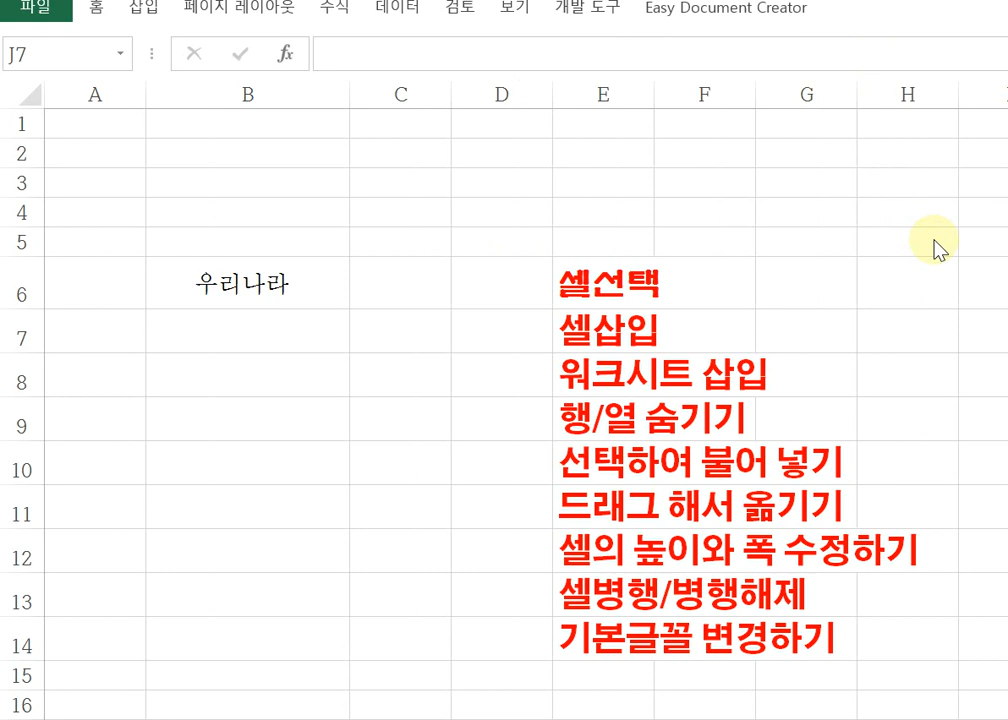 파일 홈 삽입 페이지 레이아웃 수식 데이터 검토 보기 개발 도구 Easy Document Creator
J7 fx
A B C D E F G H
1
2
3
4
5
6 우리나라 셀선택
7 셀삽입
8 워크시트 삽입
9 행/열 숨기기
10 선택하여 불어 넣기
11 드래그 해서 옮기기
12 셀의 높이와 폭 수정하기
13 셀병행/병행해제
14 기본글꼴 변경하기
15
16